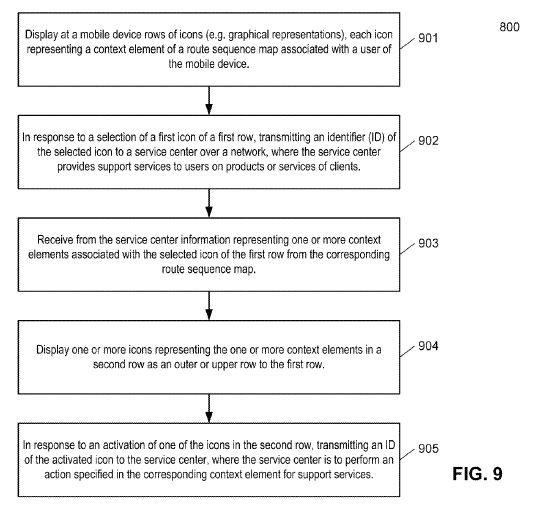 800
Display at a mobile device rows of icons (e.g. graphical representations), each icon
representing a context element of a route sequence map associated with a user of
the mobile device.
901
In response to a selection of a first icon of a first row, transmitting an identifier (ID) of
the selected icon to a service center over a network, where the service center
provides support services to users on products or services of clients.
902
Receive from the service center information representing one or more context
elements associated with the selected icon of the first row from the corresponding
route sequence map.
903
Display one or more icons representing the one or more context elements in a
second row as an outer or upper row to the first row.
904
In response to an activation of one of the icons in the second row, transmitting an ID
of the activated icon to the service center, where the service center is to perform an
action specified in the corresponding context element for support services.
905
FIG. 9